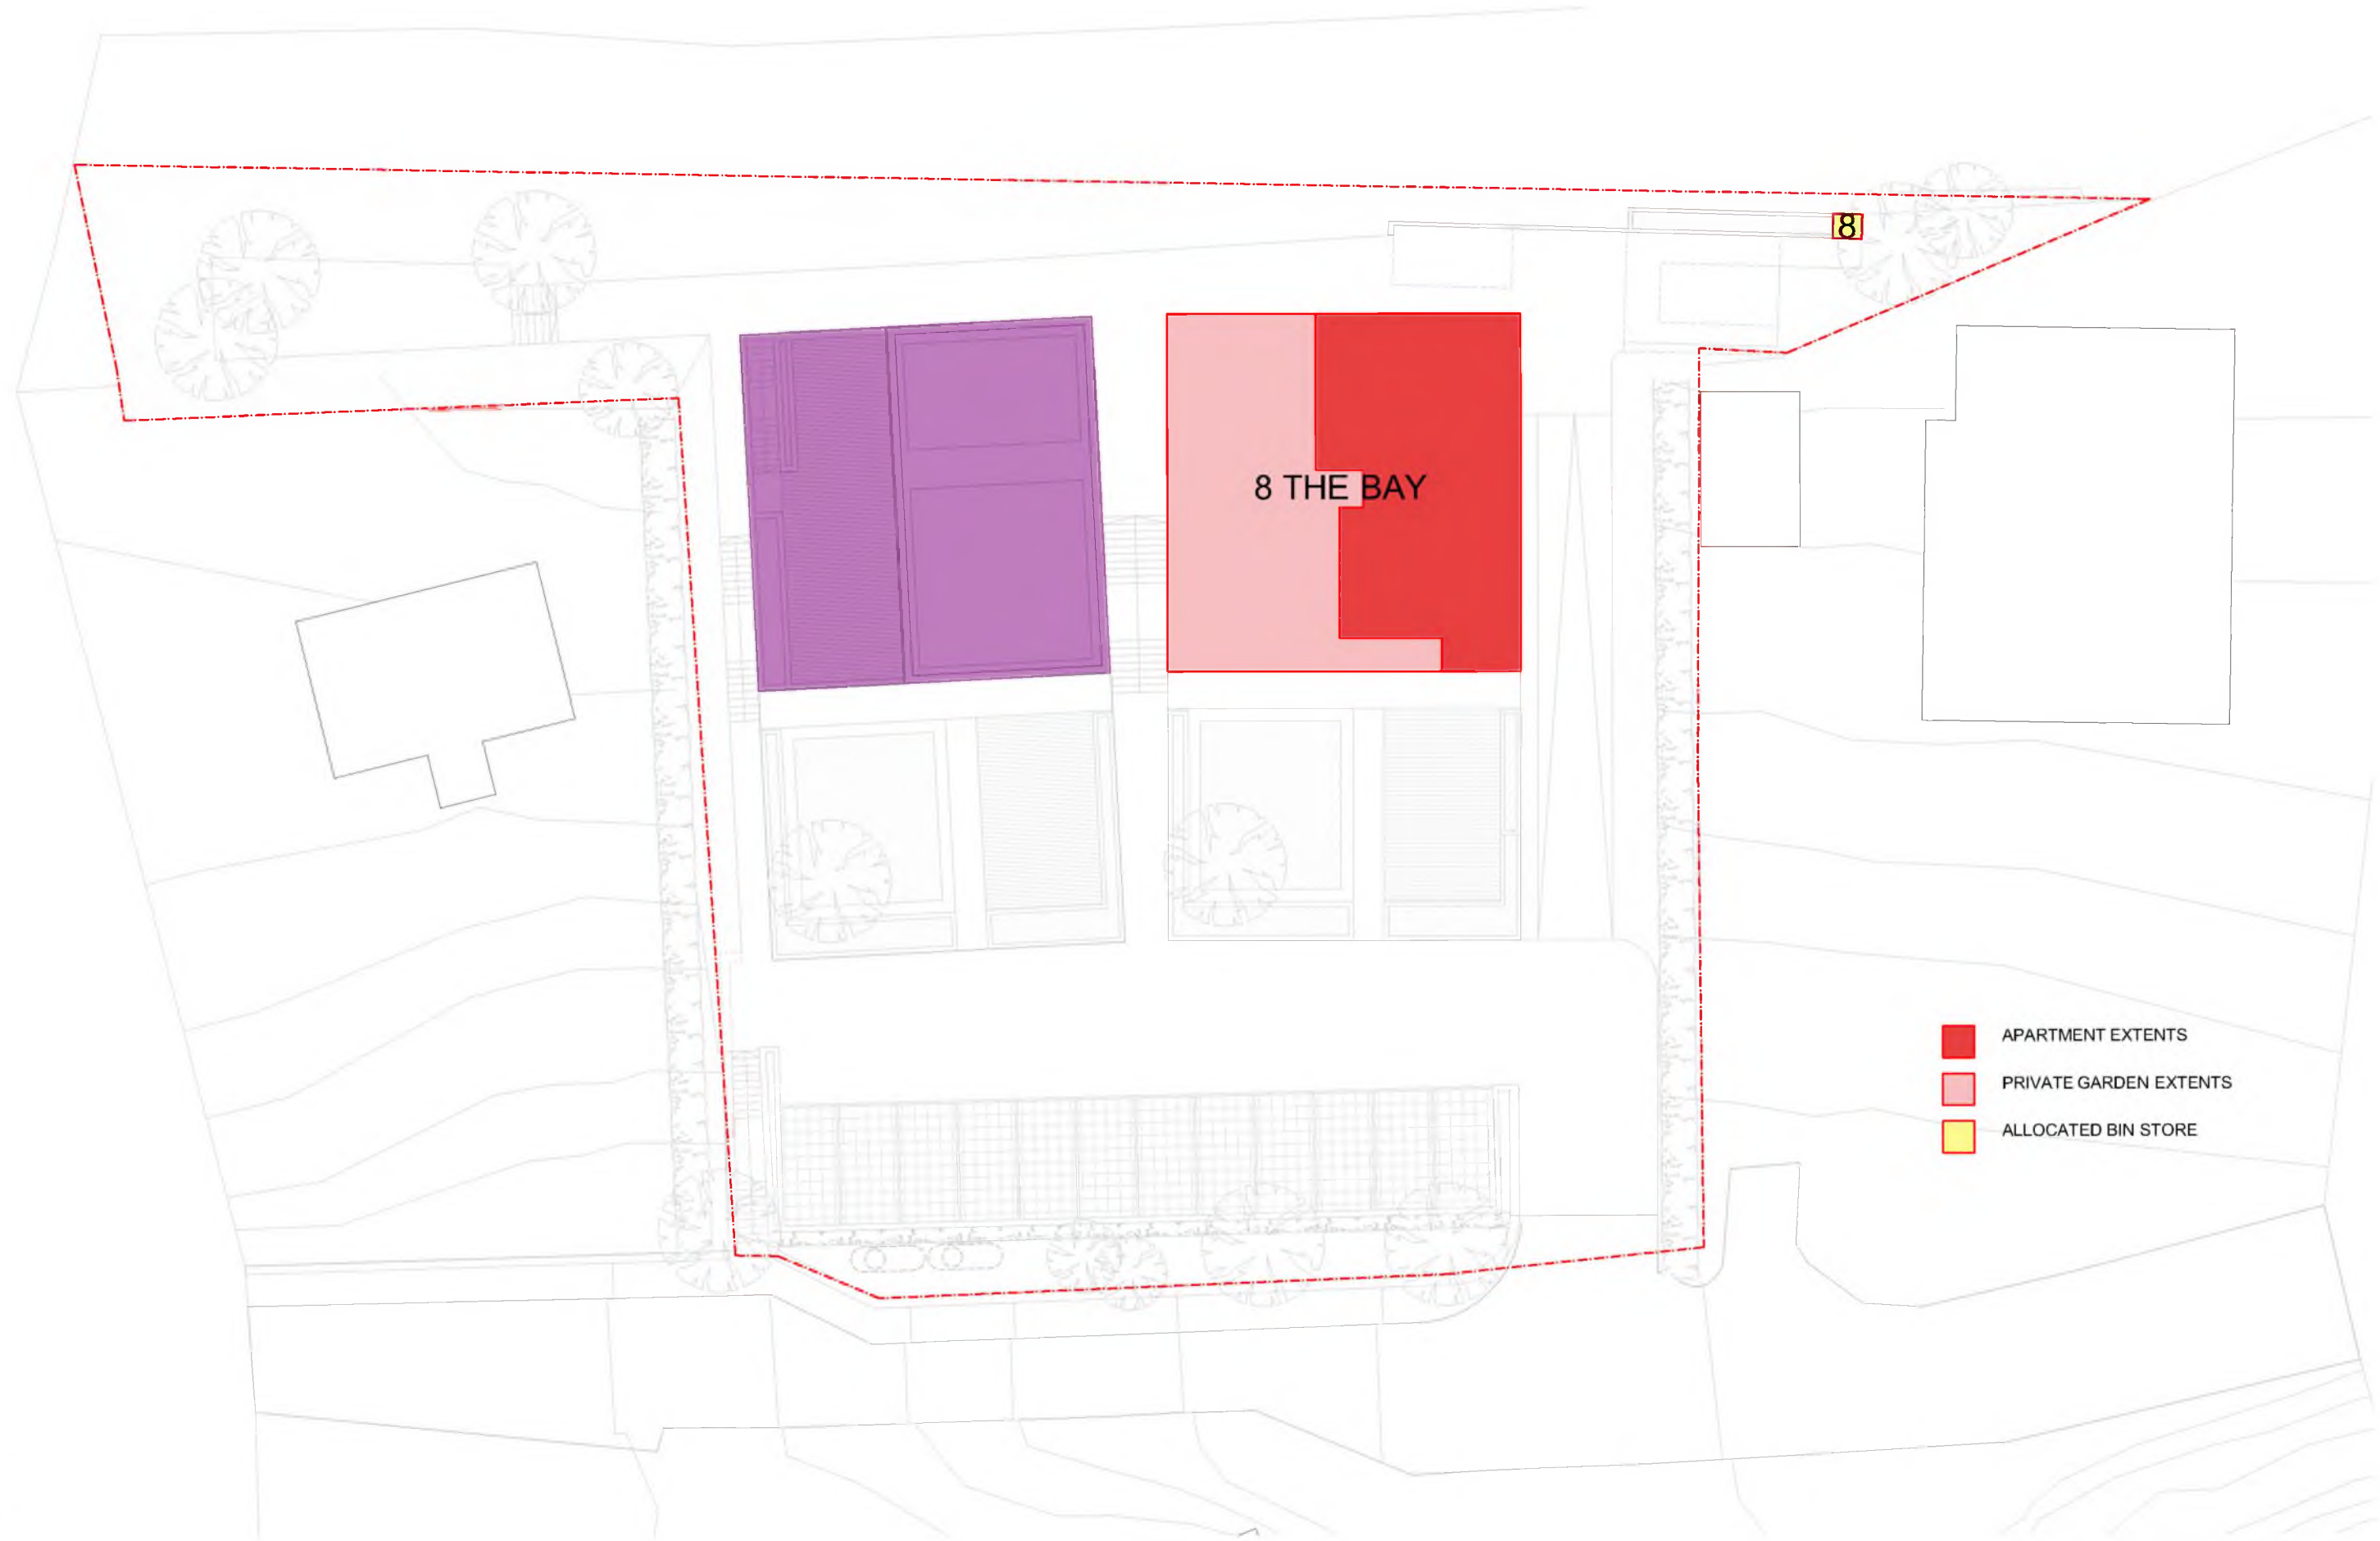 8
8 THE BAY
APARTMENT EXTENTS
PRIVATE GARDEN EXTENTS
ALLOCATED BIN STORE